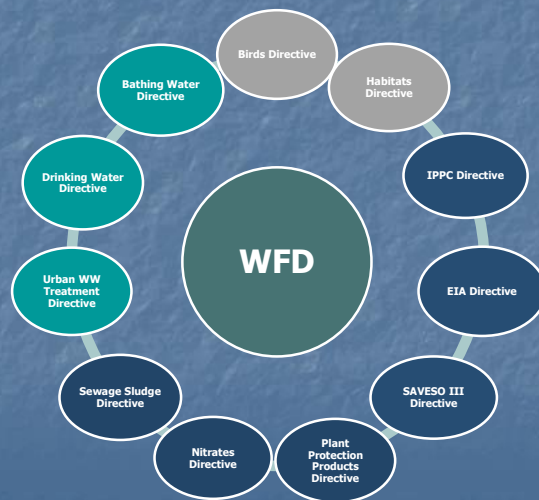 Birds Directive
Habitats
Directive
IPPC Directive
EIA Directive
SAVESO III
Directive
Plant
Protection
Products
Directive
Nitrates
Directive
Sewage Sludge
Directive
Urban WW
Treatment
Directive
Drinking Water
Directive
Bathing Water
Directive
WFD